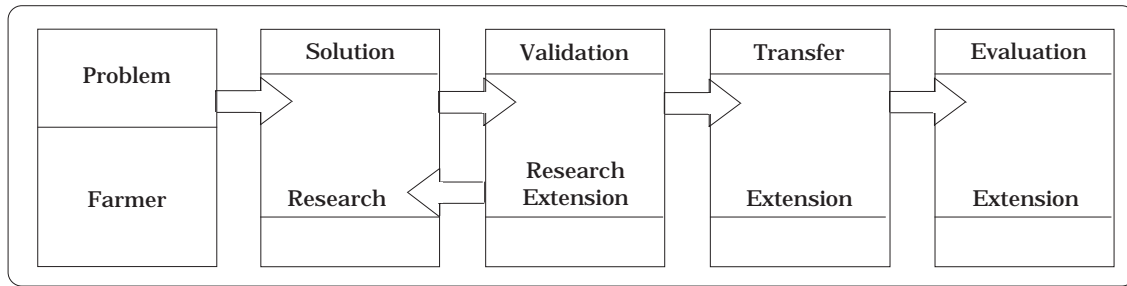 Problem
Farmer
Solution
Research
Validation
Research
Extension
Transfer
Extension
Evaluation
Extension